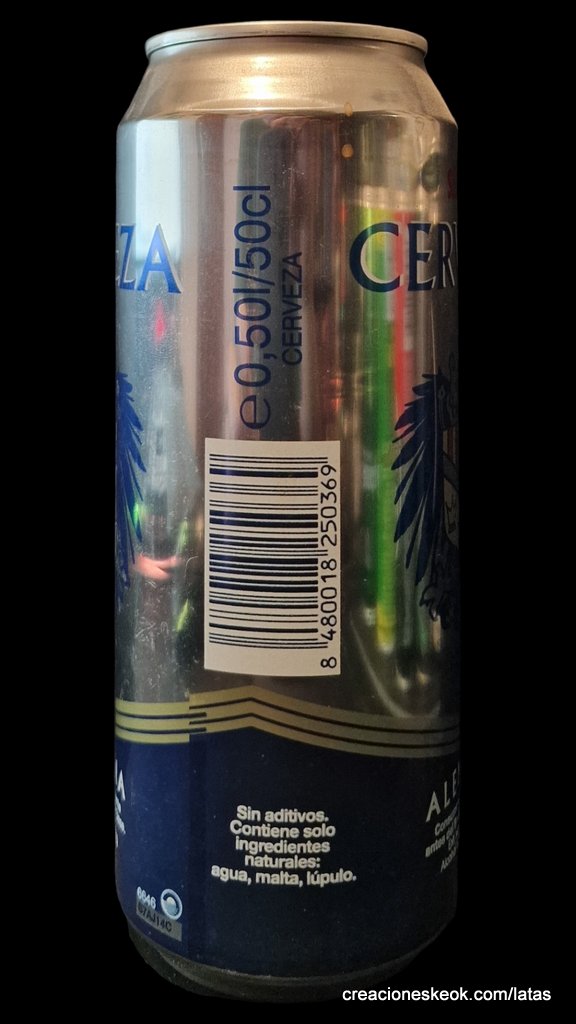 ZA
CER
℮ 0,50l/50cl
CERVEZA
8 480018 250369
ALE
Sin aditivos.
Contiene solo
ingredientes
naturales:
agua, malta, lúpulo.
6646
creacioneskeok.com/latas